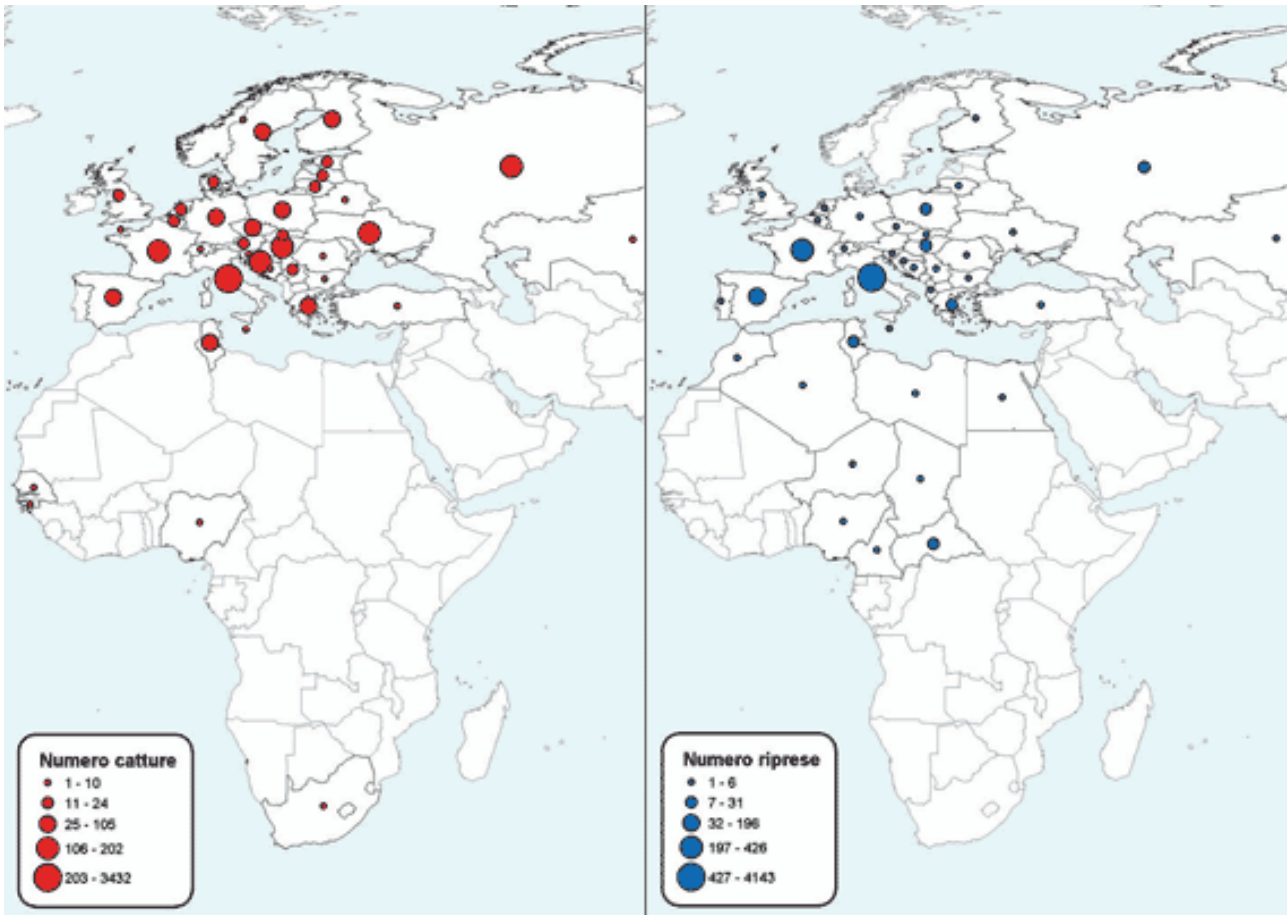 Numero catture
1 - 10
11 - 24
25 - 105
106 - 202
203 - 3432
Numero riprese
1 - 6
7 - 31
32 - 196
197 - 426
427 - 4143